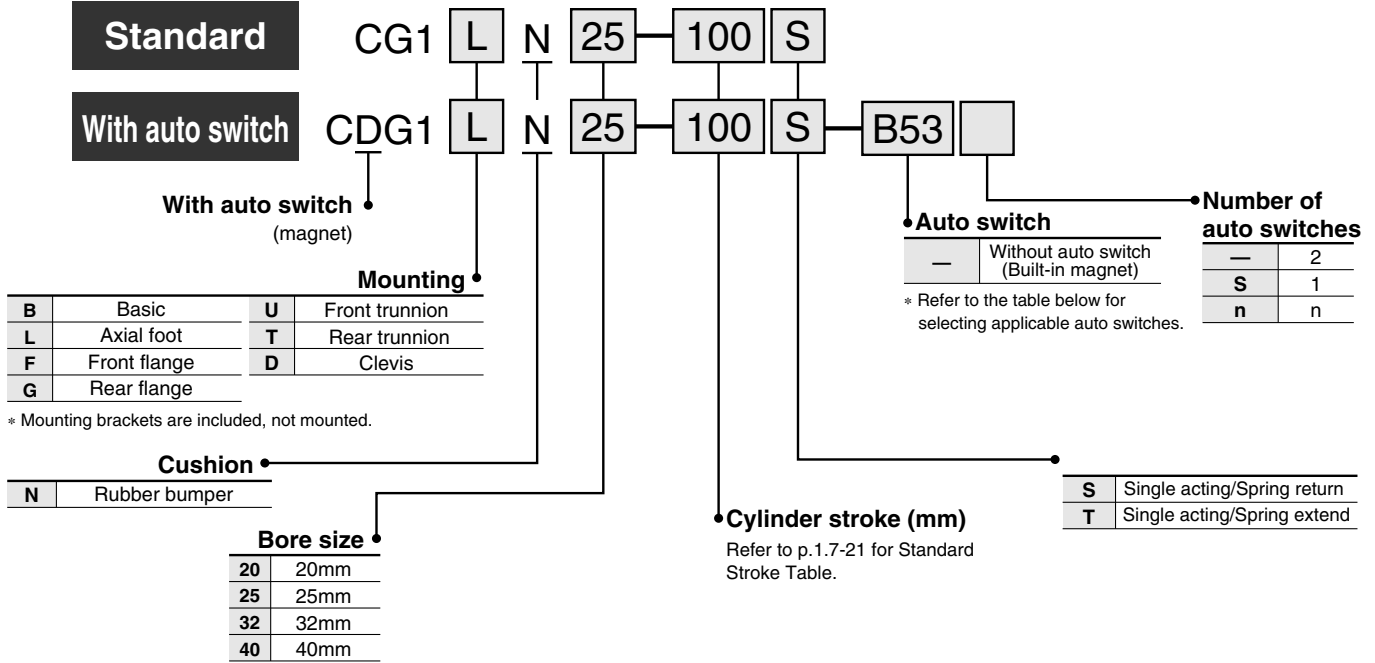 Standard CG1 L N 25 — 100 S
With auto switch CDG1 L N 25 — 100 S — B53
With auto switch
(magnet)
Mounting
B Basic U Front trunnion
L Axial foot T Rear trunnion
F Front flange D Clevis
G Rear flange
* Mounting brackets are included, not mounted.
Cushion
N Rubber bumper
Bore size
20 20mm
25 25mm
32 32mm
40 40mm
Cylinder stroke (mm)
Refer to p.1.7-21 for Standard
Stroke Table.
Auto switch
— Without auto switch
(Built-in magnet)
* Refer to the table below for
selecting applicable auto switches.
Number of
auto switches
— 2
S 1
n n
S Single acting/Spring return
T Single acting/Spring extend